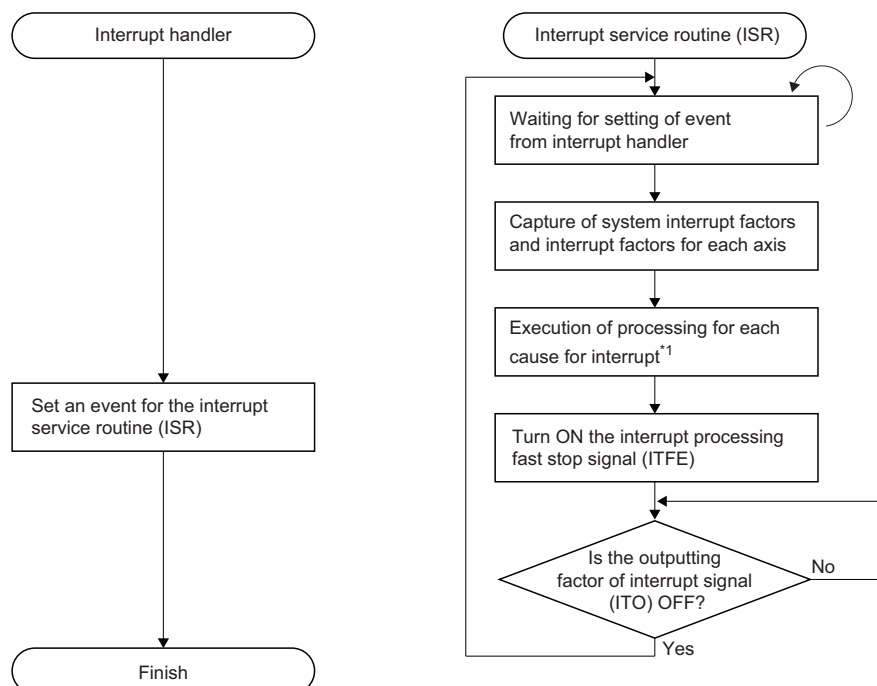 Interrupt handler
Set an event for the interrupt
service routine (ISR)
Finish
Interrupt service routine (ISR)
Waiting for setting of event
from interrupt handler
Capture of system interrupt factors
and interrupt factors for each axis
Execution of processing for each
cause for interrupt*1
Turn ON the interrupt processing
fast stop signal (ITFE)
Is the outputting
factor of interrupt signal
(ITO) OFF?
No
Yes